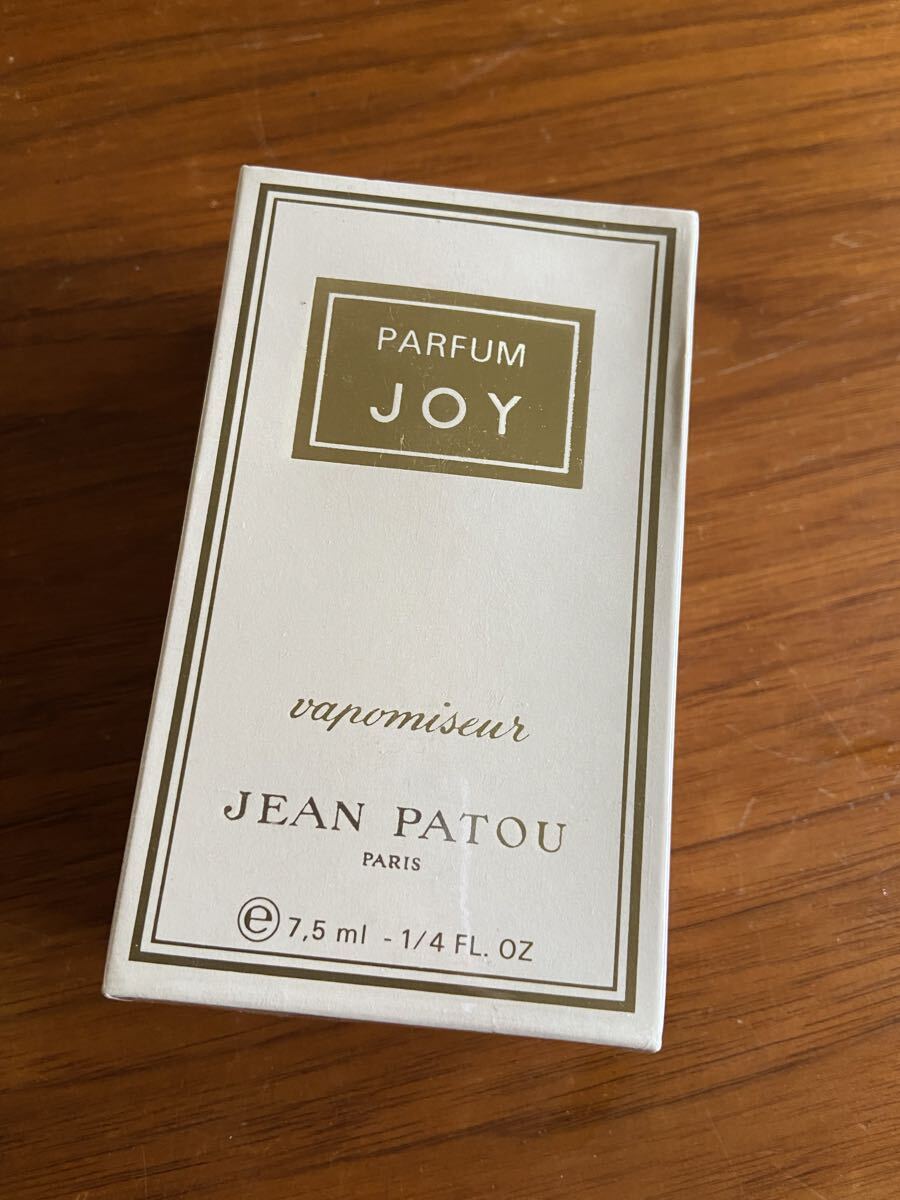 PARFUM
JOY
vapomiseur
JEAN PATOU
PARIS
℮ 7,5 ml - 1/4 FL. OZ